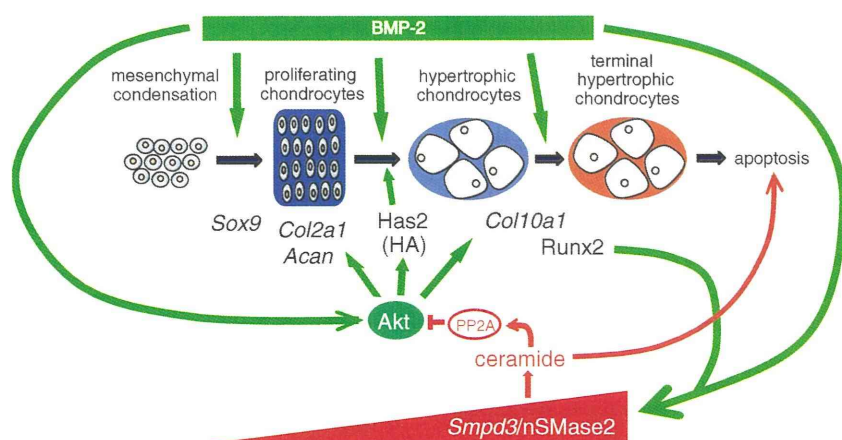 BMP-2
mesenchymal
condensation
proliferating
chondrocytes
hypertrophic
chondrocytes
terminal
hypertrophic
chondrocytes
apoptosis
Sox9
Col2a1
Acan
Has2
(HA)
Col10a1
Runx2
Akt
PP2A
ceramide
Smpd3/nSMase2